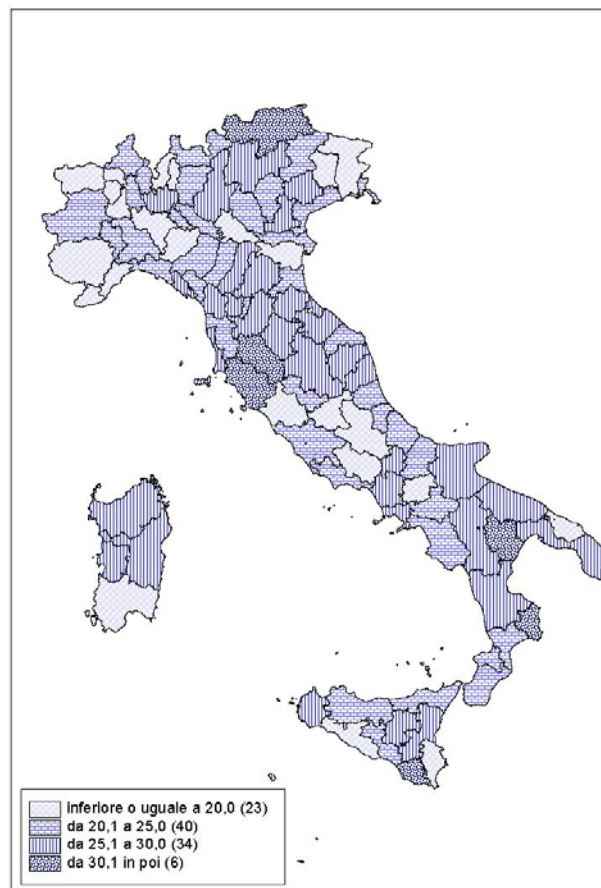 inferiore o uguale a 20,0 (23)
da 20,1 a 25,0 (40)
da 25,1 a 30,0 (34)
da 30,1 in poi (6)